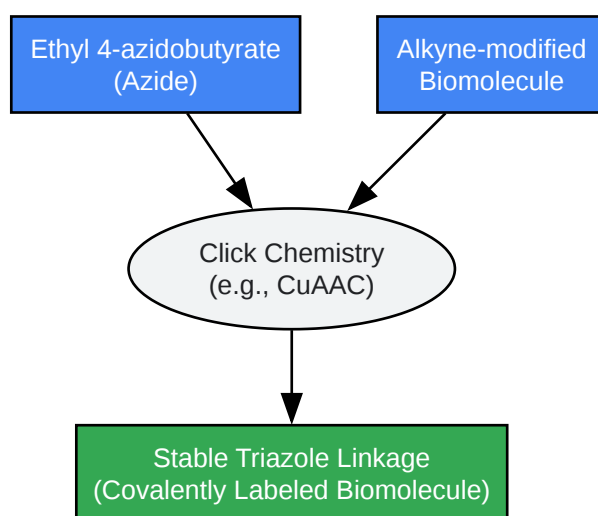 Ethyl 4-azidobutyrate
(Azide)
Alkyne-modified
Biomolecule
Click Chemistry
(e.g., CuAAC)
Stable Triazole Linkage
(Covalently Labeled Biomolecule)